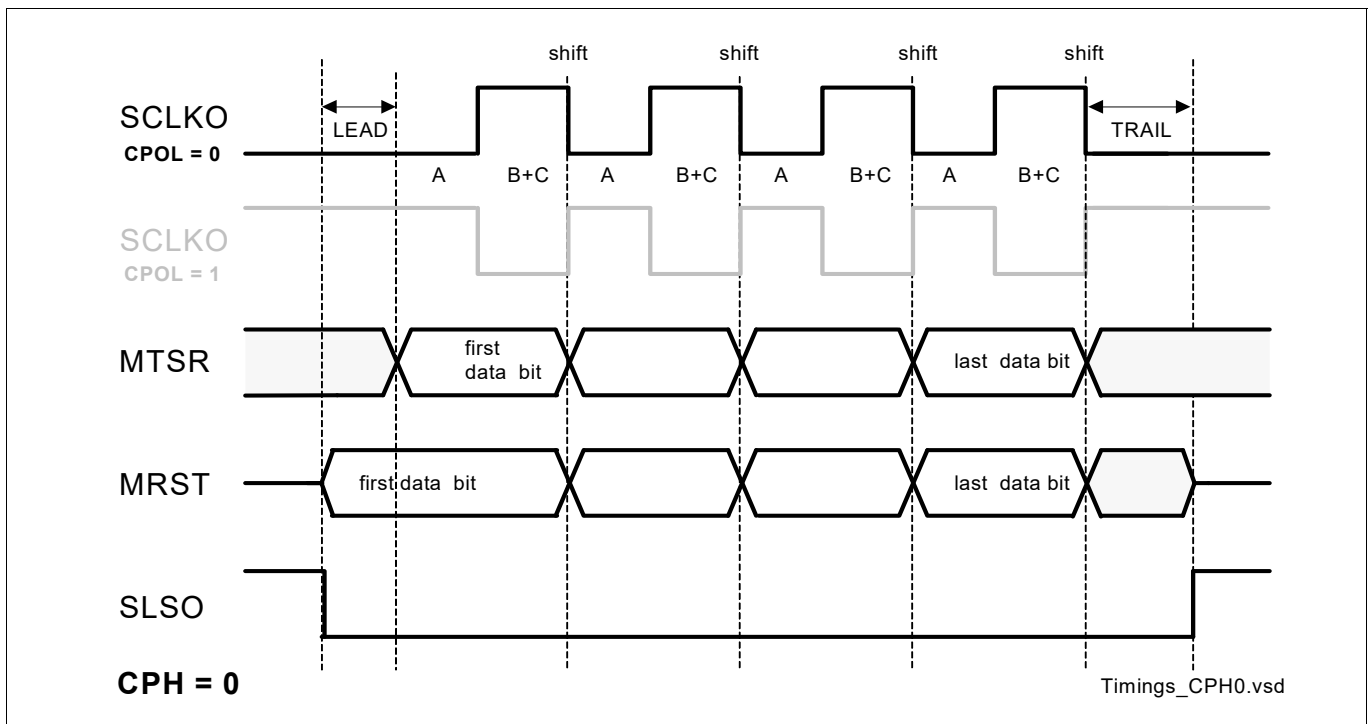 shift shift shift shift
SCLKO
CPOL = 0
LEAD TRAIL
A B+C A B+C A B+C A B+C
SCLKO
CPOL = 1
MTSR
first
data bit
last data bit
MRST
first data bit
last data bit
SLSO
CPH = 0
Timings_CPH0.vsd